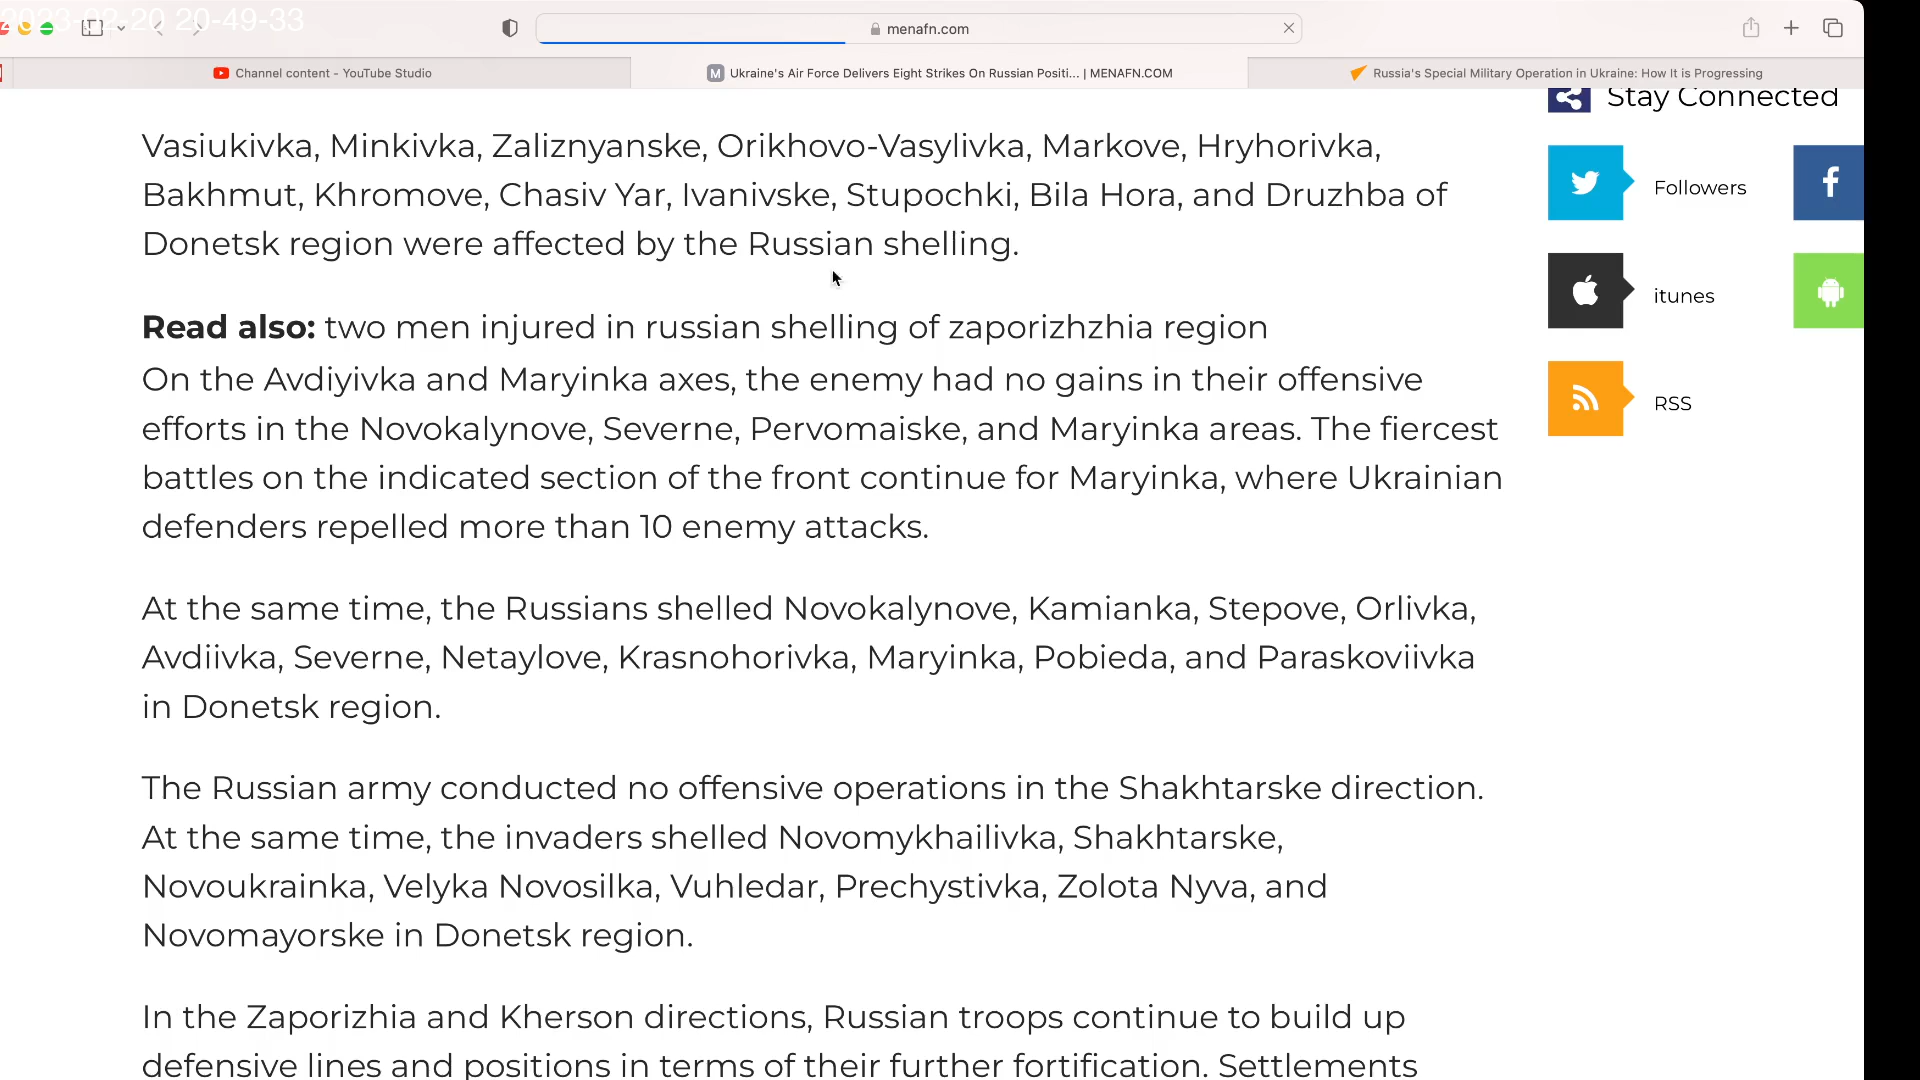 2023-02-20 20-49-33
menafn.com
Channel content - YouTube Studio
M Ukraine's Air Force Delivers Eight Strikes On Russian Positi... | MENAFN.COM
Russia's Special Military Operation in Ukraine: How It is Progressing
Stay Connected
Vasiukivka, Minkivka, Zaliznyanske, Orikhovo-Vasylivka, Markove, Hryhorivka,
Bakhmut, Khromove, Chasiv Yar, Ivanivske, Stupochki, Bila Hora, and Druzhba of
Donetsk region were affected by the Russian shelling.
Followers
Read also: two men injured in russian shelling of zaporizhzhia region
itunes
On the Avdiyivka and Maryinka axes, the enemy had no gains in their offensive
efforts in the Novokalynove, Severne, Pervomaiske, and Maryinka areas. The fiercest
battles on the indicated section of the front continue for Maryinka, where Ukrainian
defenders repelled more than 10 enemy attacks.
RSS
At the same time, the Russians shelled Novokalynove, Kamianka, Stepove, Orlivka,
Avdiivka, Severne, Netaylove, Krasnohorivka, Maryinka, Pobieda, and Paraskoviivka
in Donetsk region.
The Russian army conducted no offensive operations in the Shakhtarske direction.
At the same time, the invaders shelled Novomykhailivka, Shakhtarske,
Novoukrainka, Velyka Novosilka, Vuhledar, Prechystivka, Zolota Nyva, and
Novomayorske in Donetsk region.
In the Zaporizhia and Kherson directions, Russian troops continue to build up
defensive lines and positions in terms of their further fortification. Settlements